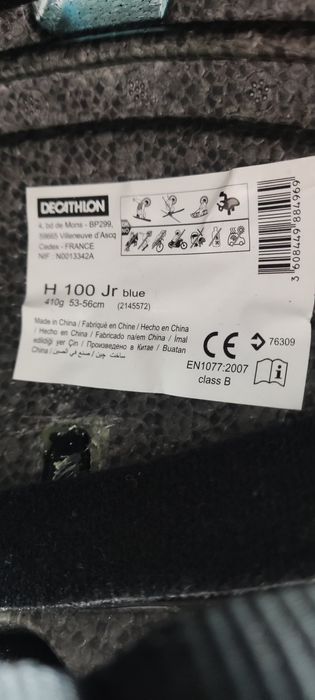 DECATHLON
4, bd de Mons - BP299,
59665 Villeneuve d'Ascq
Cedex - FRANCE
NIF : N0013342A
3 608449 884969
H 100 Jr blue
410g 53-56cm (2145572)
Made in China / Fabriqué en Chine / Hecho en China
/ Hecho en China / Fabricado na/em China / Imal
edildiği yer Çin / Произведено в Китае / Buatan
China / صنع في الصين / ساخت چین
CE 76309
EN1077:2007
class B
i